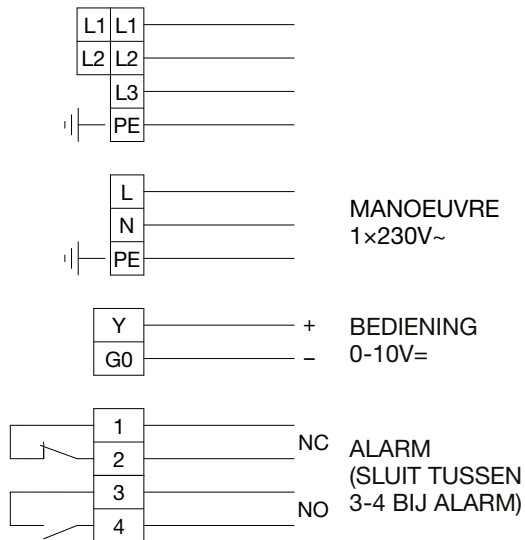 L1 L1
L2 L2
L3
PE
L
N
PE
MANOEUVRE
1×230V~
Y +
G0 –
BEDIENING
0-10V=
1
2
NC
3
4
NO
ALARM
(SLUIT TUSSEN
3-4 BIJ ALARM)